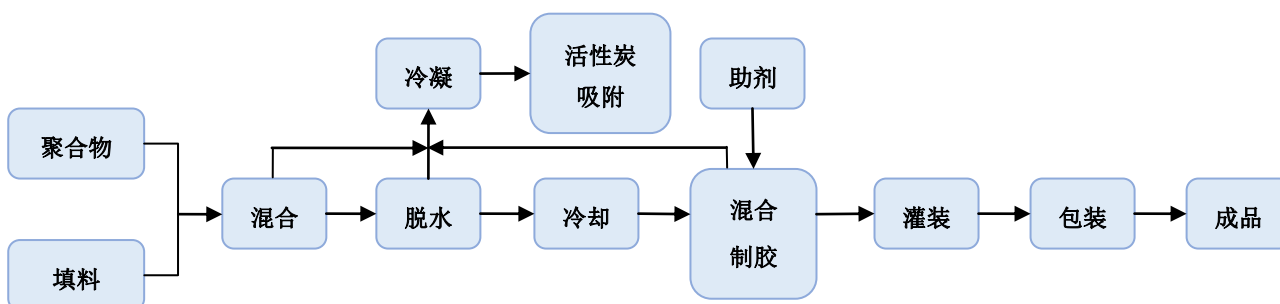 冷凝
活性炭
吸附
助剂
聚合物
填料
混合
脱水
冷却
混合
制胶
灌装
包装
成品